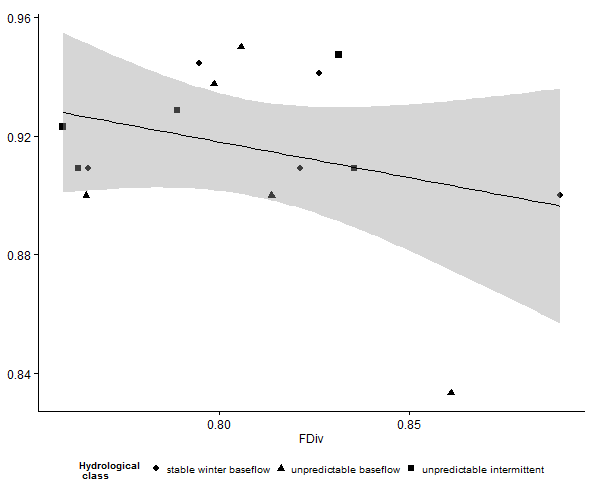 0.96
0.92
0.88
0.84
0.80 0.85
FDiv
Hydrological
class
stable winter baseflow unpredictable baseflow unpredictable intermittent